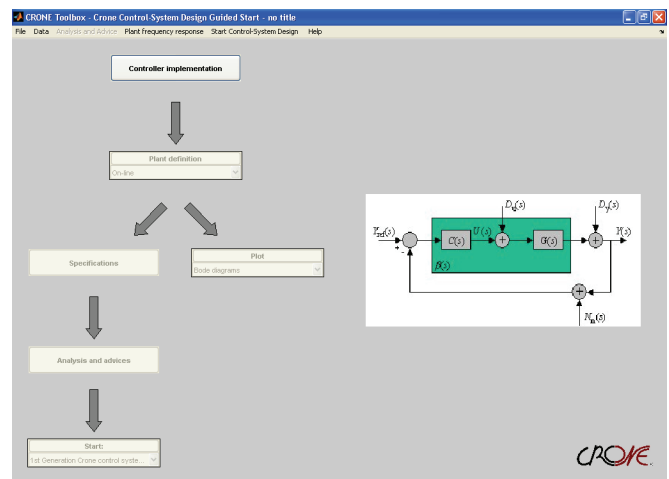 CRONE Toolbox - Crone Control-System Design Guided Start - no title
File Data Analysis and Advice Plant frequency response Start Control-System Design Help
Controller implementation
Plant definition
On-line
Specifications
Plot
Bode diagrams
Analysis and advices
Start:
1st Generation Crone control syste...
Du(s) Dy(s)
Yref(s) + - C(s) U(s) + G(s) + Y(s)
β(s)
+
Nm(s)
CRONE